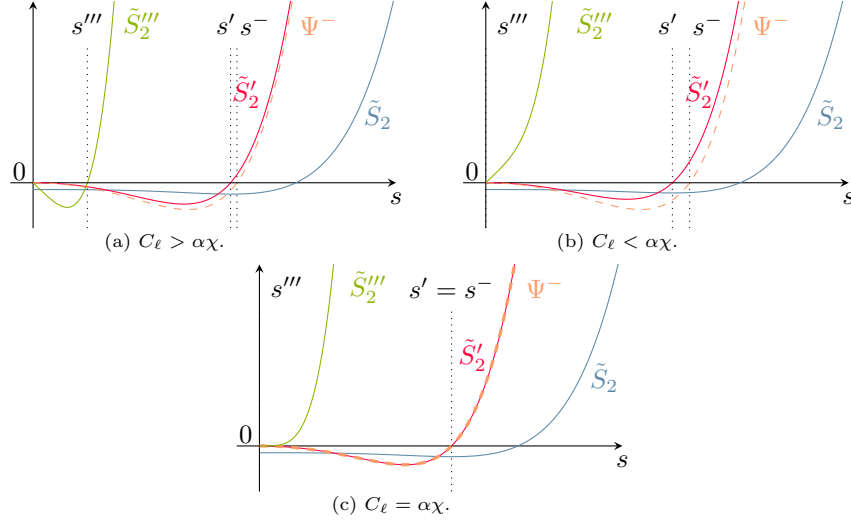 s''' S̃₂''' s' s⁻ Ψ⁻
S̃₂'
S̃₂
0
s
(a) C_ℓ > αχ.
s''' S̃₂''' s' s⁻ Ψ⁻
S̃₂'
S̃₂
0
s
(b) C_ℓ < αχ.
s''' S̃₂''' s' = s⁻ Ψ⁻
S̃₂'
S̃₂
0
s
(c) C_ℓ = αχ.